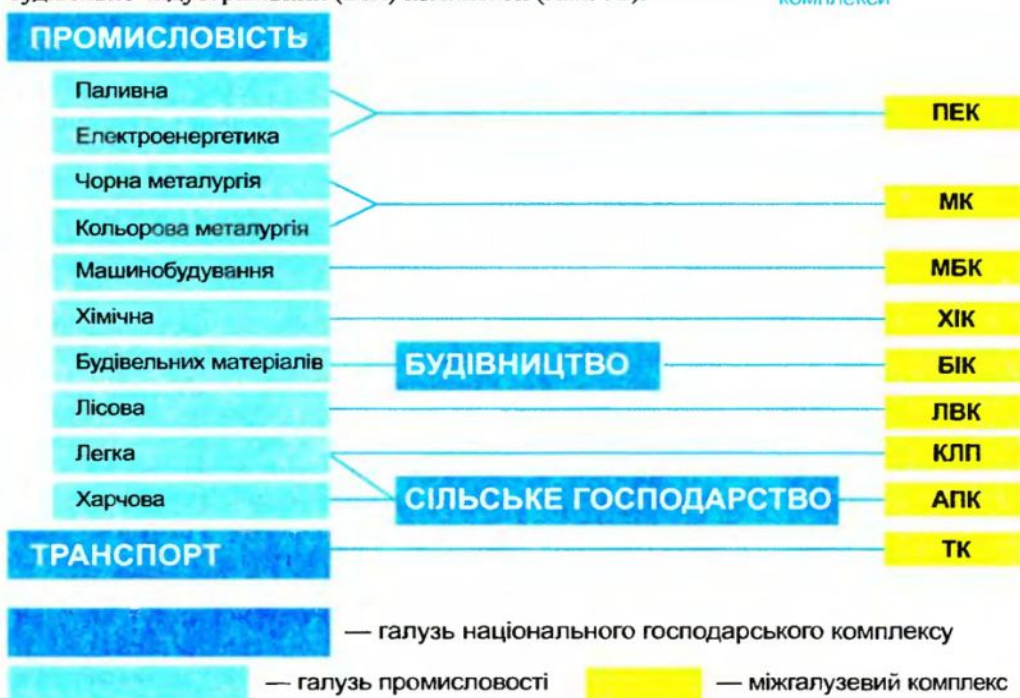 комплекси
ПРОМИСЛОВІСТЬ
Паливна
ПЕК
Електроенергетика
Чорна металургія
МК
Кольорова металургія
Машинобудування
МБК
Хімічна
ХІК
Будівельних матеріалів
БУДІВНИЦТВО
БІК
Лісова
ЛВК
Легка
КЛП
Харчова
СІЛЬСЬКЕ ГОСПОДАРСТВО
АПК
ТРАНСПОРТ
ТК
— галузь національного господарського комплексу
— галузь промисловості
— міжгалузевий комплекс